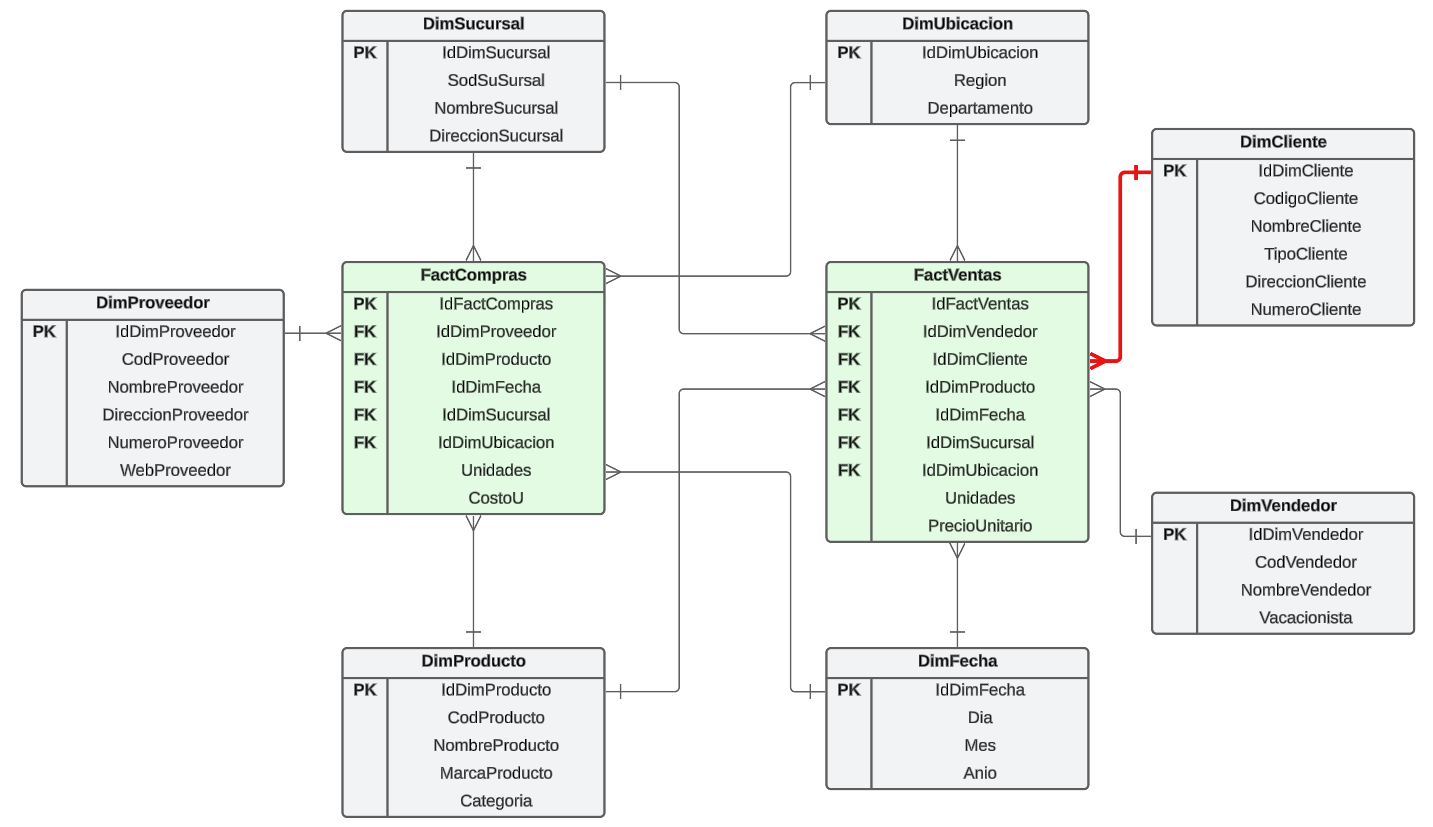 DimSucursal
PK IdDimSucursal
SodSuSursal
NombreSucursal
DireccionSucursal
DimUbicacion
PK IdDimUbicacion
Region
Departamento
DimCliente
PK IdDimCliente
CodigoCliente
NombreCliente
TipoCliente
DireccionCliente
NumeroCliente
DimProveedor
PK IdDimProveedor
CodProveedor
NombreProveedor
DireccionProveedor
NumeroProveedor
WebProveedor
FactCompras
PK IdFactCompras
FK IdDimProveedor
FK IdDimProducto
FK IdDimFecha
FK IdDimSucursal
FK IdDimUbicacion
Unidades
CostoU
FactVentas
PK IdFactVentas
FK IdDimVendedor
FK IdDimCliente
FK IdDimProducto
FK IdDimFecha
FK IdDimSucursal
FK IdDimUbicacion
Unidades
PrecioUnitario
DimVendedor
PK IdDimVendedor
CodVendedor
NombreVendedor
Vacacionista
DimProducto
PK IdDimProducto
CodProducto
NombreProducto
MarcaProducto
Categoria
DimFecha
PK IdDimFecha
Dia
Mes
Anio